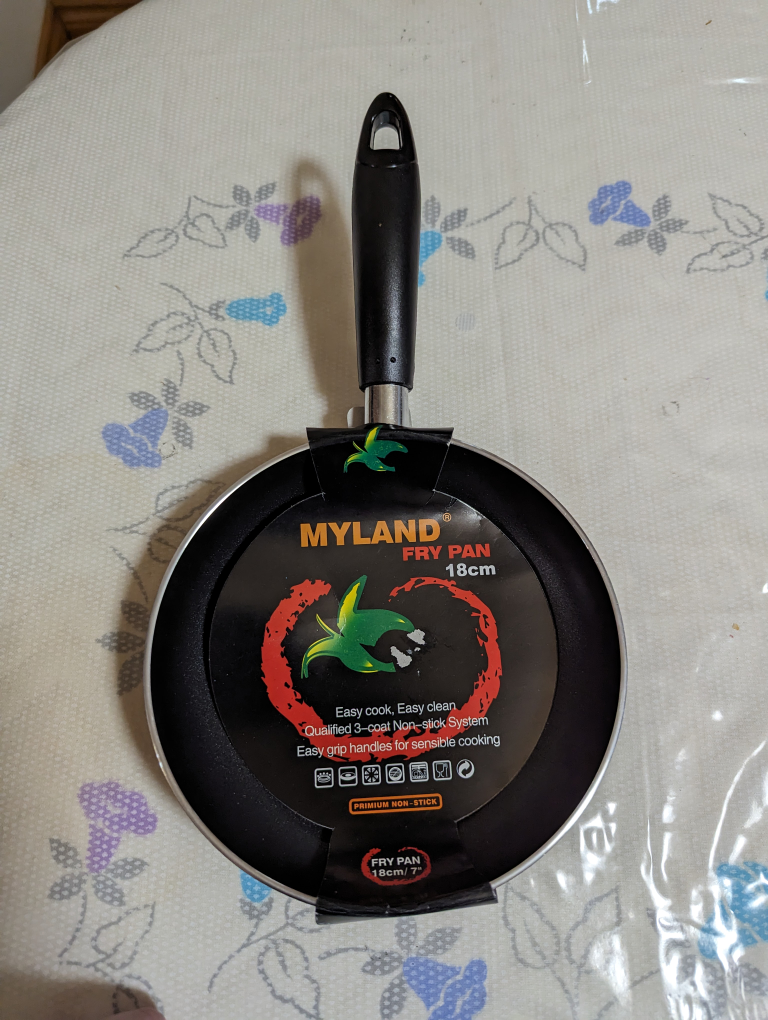 MYLAND®
FRY PAN
18cm
Easy cook, Easy clean
Qualified 3-coat Non-stick System
Easy grip handles for sensible cooking
PRIMIUM NON-STICK
FRY PAN
18cm/ 7"